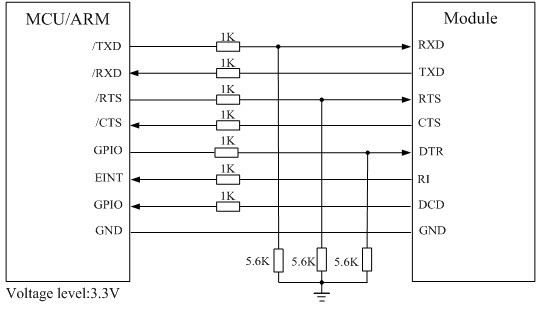 MCU/ARM Module
/TXD 1K RXD
/RXD 1K TXD
/RTS 1K RTS
/CTS 1K CTS
GPIO 1K DTR
EINT 1K RI
GPIO 1K DCD
GND GND
5.6K 5.6K 5.6K
Voltage level:3.3V